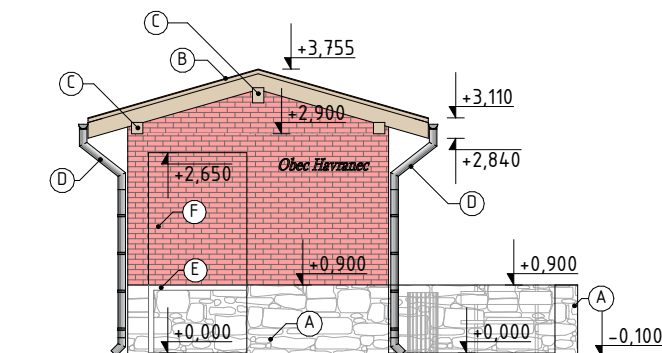 C
+3,755
B
C
+3,110
+2,900
+2,840
Obec Havranec
+2,650
D
D
F
E
+0,900
+0,900
A
A
+0,000
+0,000
-0,100